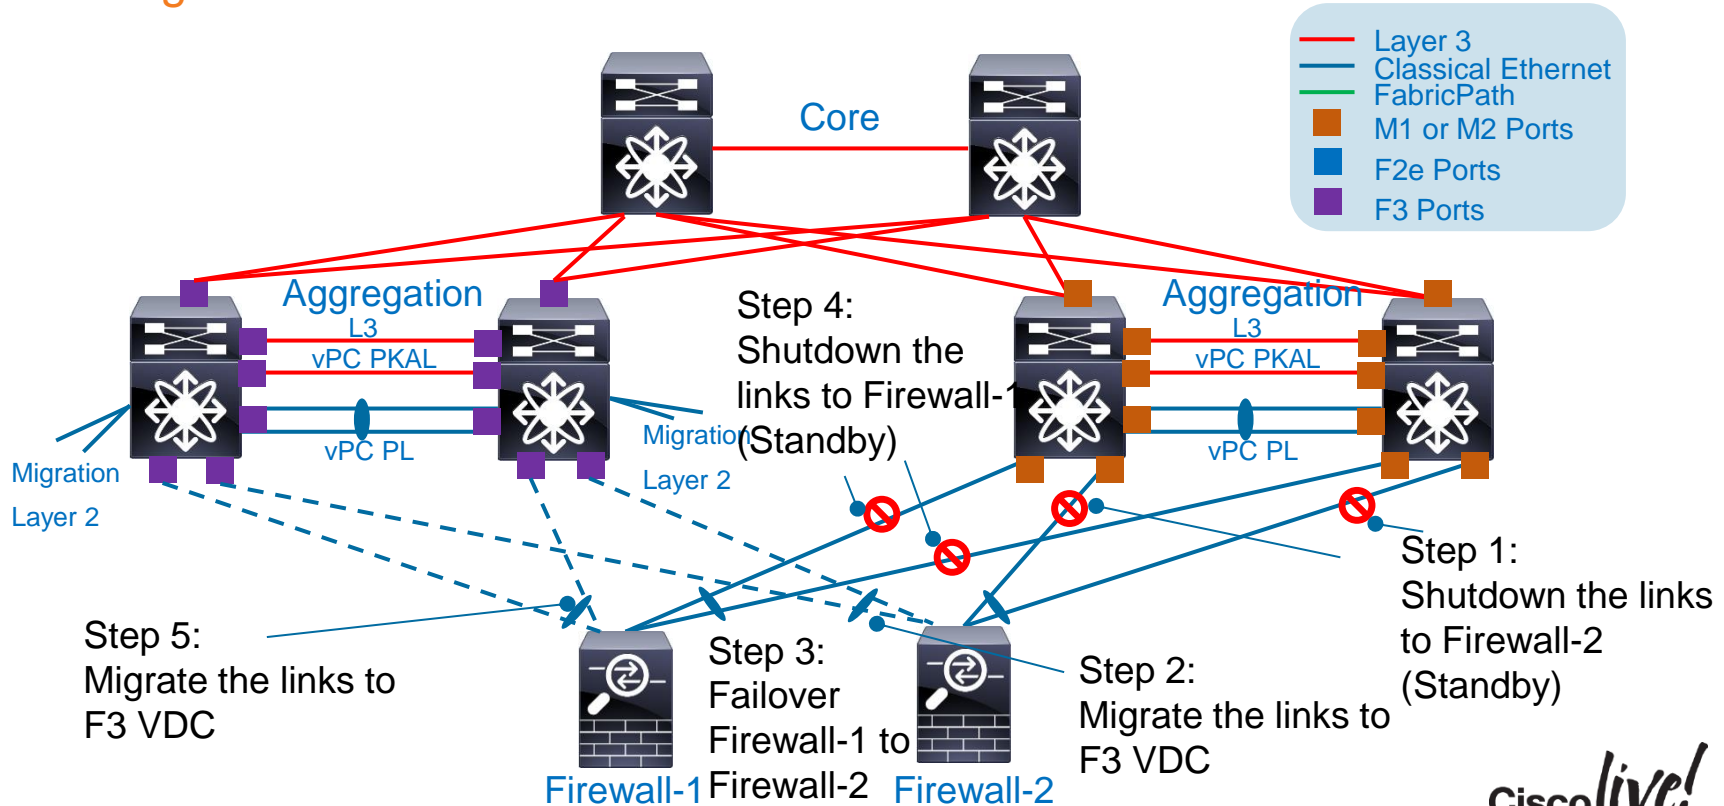 Layer 3
Classical Ethernet
FabricPath
M1 or M2 Ports
F2e Ports
F3 Ports
Core
Aggregation
L3
vPC PKAL
vPC PL
Migration
Layer 2
Migration
Layer 2
Step 4:
Shutdown the
links to Firewall-1
(Standby)
Aggregation
L3
vPC PKAL
vPC PL
Step 1:
Shutdown the links
to Firewall-2
(Standby)
Step 5:
Migrate the links to
F3 VDC
Step 3:
Failover
Firewall-1 to
Firewall-2
Step 2:
Migrate the links to
F3 VDC
Firewall-1
Firewall-2
Cisco live!